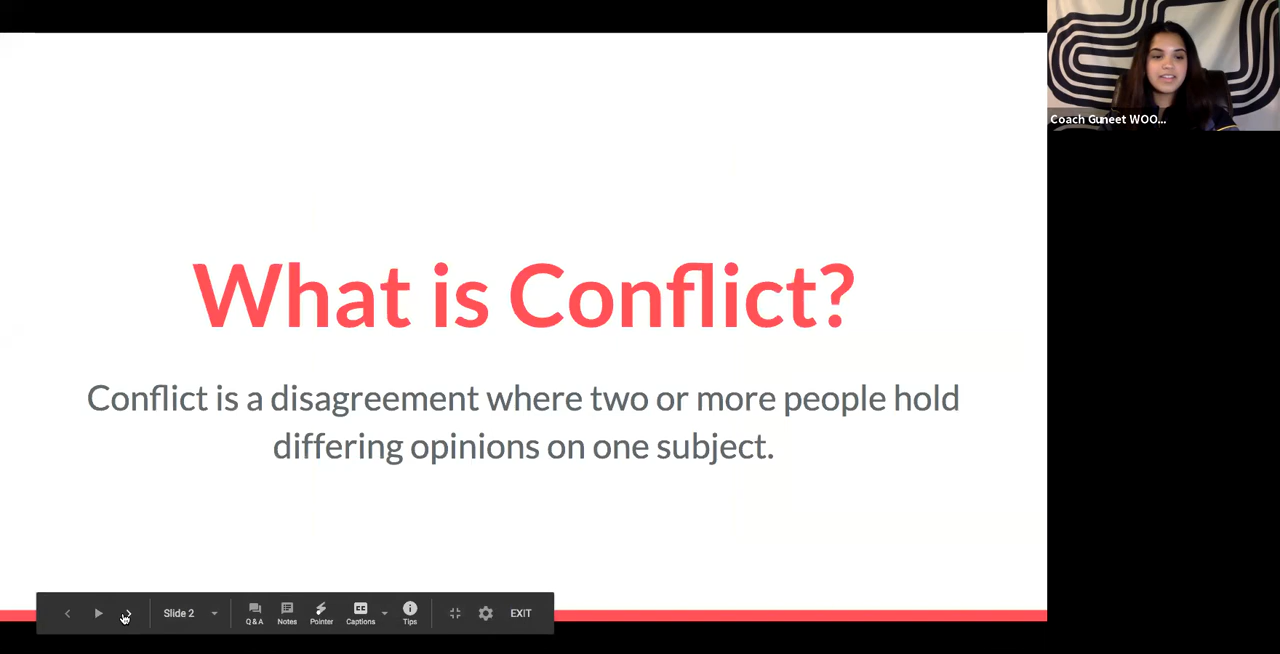 Coach Guneet WOO...
What is Conflict?
Conflict is a disagreement where two or more people hold
differing opinions on one subject.
Slide 2
Q & A
Notes
Pointer
CC
Captions
Tips
EXIT